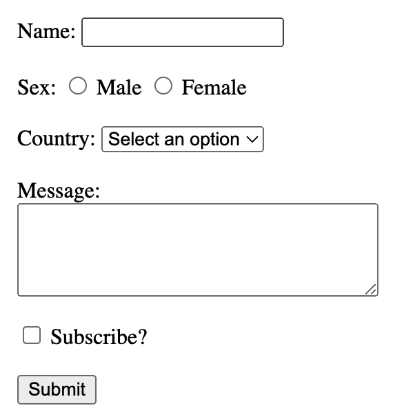 Name:
Sex: Male Female
Country: Select an option
Message:
Subscribe?
Submit